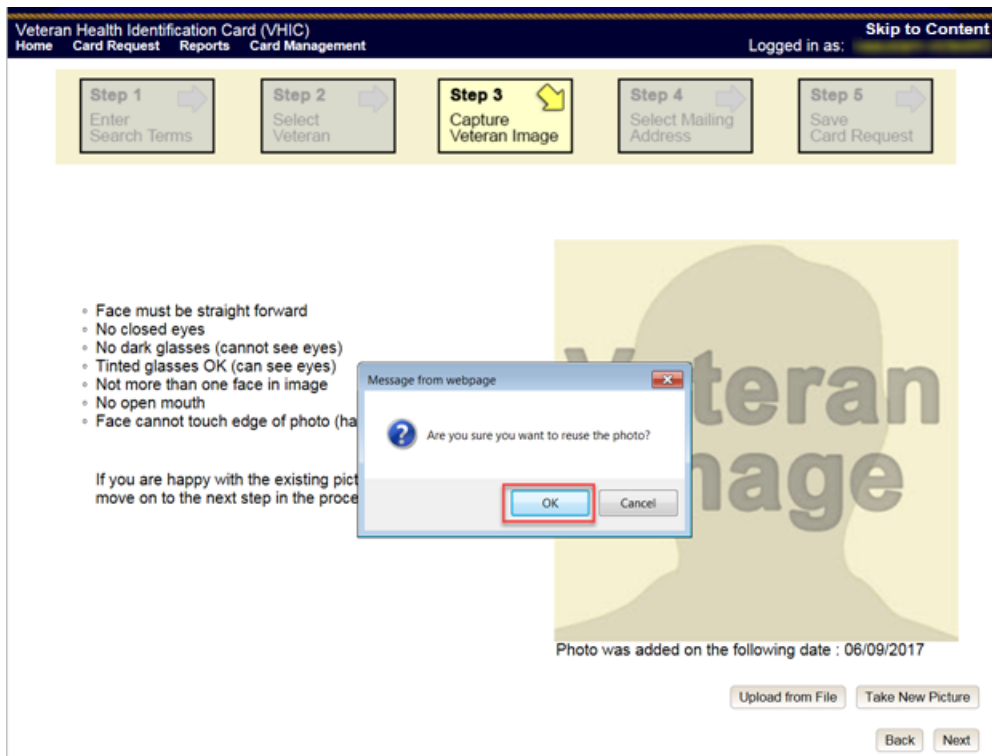 Veteran Health Identification Card (VHIC)
Skip to Content
Home Card Request Reports Card Management
Logged in as:
Step 1
Enter
Search Terms
Step 2
Select
Veteran
Step 3
Capture
Veteran Image
Step 4
Select Mailing
Address
Step 5
Save
Card Request
Face must be straight forward
No closed eyes
No dark glasses (cannot see eyes)
Tinted glasses OK (can see eyes)
Not more than one face in image
No open mouth
Face cannot touch edge of photo (ha
If you are happy with the existing pict
move on to the next step in the proce
Message from webpage
Are you sure you want to reuse the photo?
OK Cancel
V teran
mage
Photo was added on the following date : 06/09/2017
Upload from File Take New Picture
Back Next